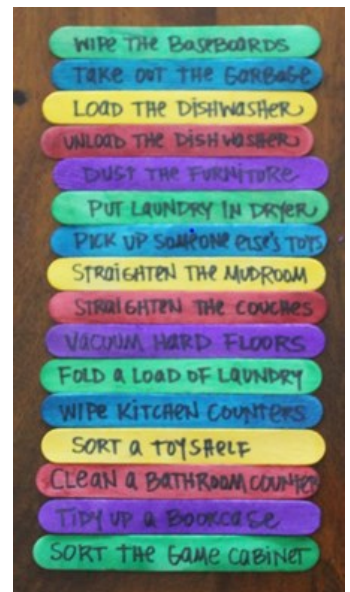 WIPE THE BASEBOARDS
TAKE OUT THE GARBAGE
LOAD THE DISHWASHER
UNLOAD THE DISHWASHER
DUST THE FURNITURE
PUT LAUNDRY IN DRYER
PICK UP SOMEONE ELSE'S TOYS
STRAIGHTEN THE MUDROOM
STRAIGHTEN THE COUCHES
VACUUM HARD FLOORS
FOLD A LOAD OF LAUNDRY
WIPE KITCHEN COUNTERS
SORT A TOY SHELF
CLEAN A BATHROOM COUNTER
TIDY UP A BOOKCASE
SORT THE GAME CABINET